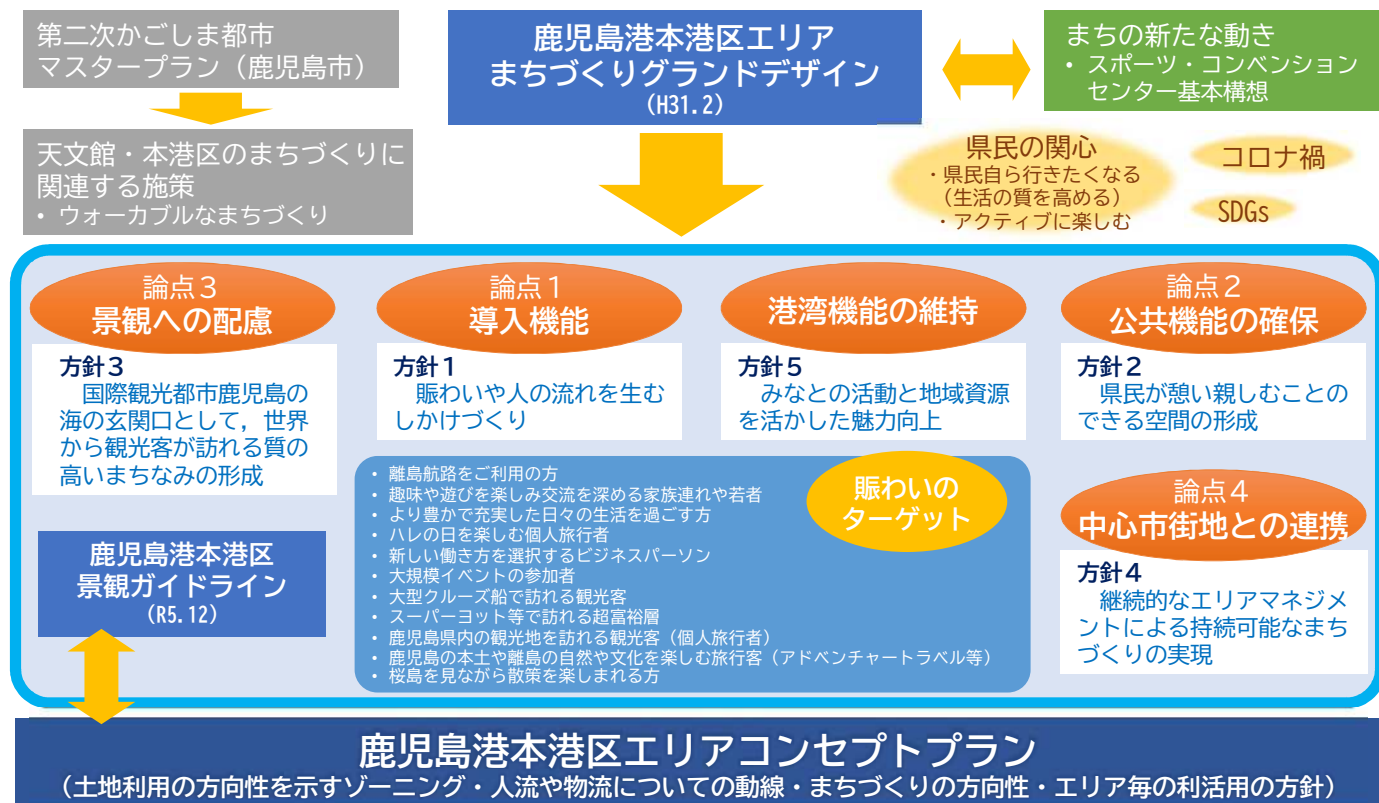 第二次かごしま都市
マスタープラン（鹿児島市）
天文館・本港区のまちづくりに
関連する施策
• ウォーカブルなまちづくり
鹿児島港本港区エリア
まちづくりグランドデザイン
(H31.2)
まちの新たな動き
• スポーツ・コンベンション
センター基本構想
県民の関心
・県民自ら行きたくなる
（生活の質を高める）
・アクティブに楽しむ
コロナ禍
SDGs
論点３
景観への配慮
方針３
国際観光都市鹿児島の
海の玄関口として，世界
から観光客が訪れる質の
高いまちなみの形成
論点１
導入機能
方針１
賑わいや人の流れを生む
しかけづくり
港湾機能の維持
方針５
みなとの活動と地域資源
を活かした魅力向上
論点２
公共機能の確保
方針２
県民が憩い親しむことの
できる空間の形成
賑わいの
ターゲット
• 離島航路をご利用の方
• 趣味や遊びを楽しみ交流を深める家族連れや若者
• より豊かで充実した日々の生活を過ごす方
• ハレの日を楽しむ個人旅行者
• 新しい働き方を選択するビジネスパーソン
• 大規模イベントの参加者
• 大型クルーズ船で訪れる観光客
• スーパーヨット等で訪れる超富裕層
• 鹿児島県内の観光地を訪れる観光客（個人旅行者）
• 鹿児島の本土や離島の自然や文化を楽しむ旅行客（アドベンチャートラベル等）
• 桜島を見ながら散策を楽しまれる方
論点４
中心市街地との連携
方針４
継続的なエリアマネジメ
ントによる持続可能なまち
づくりの実現
鹿児島港本港区
景観ガイドライン
(R5.12)
鹿児島港本港区エリアコンセプトプラン
（土地利用の方向性を示すゾーニング・人流や物流についての動線・まちづくりの方向性・エリア毎の利活用の方針）